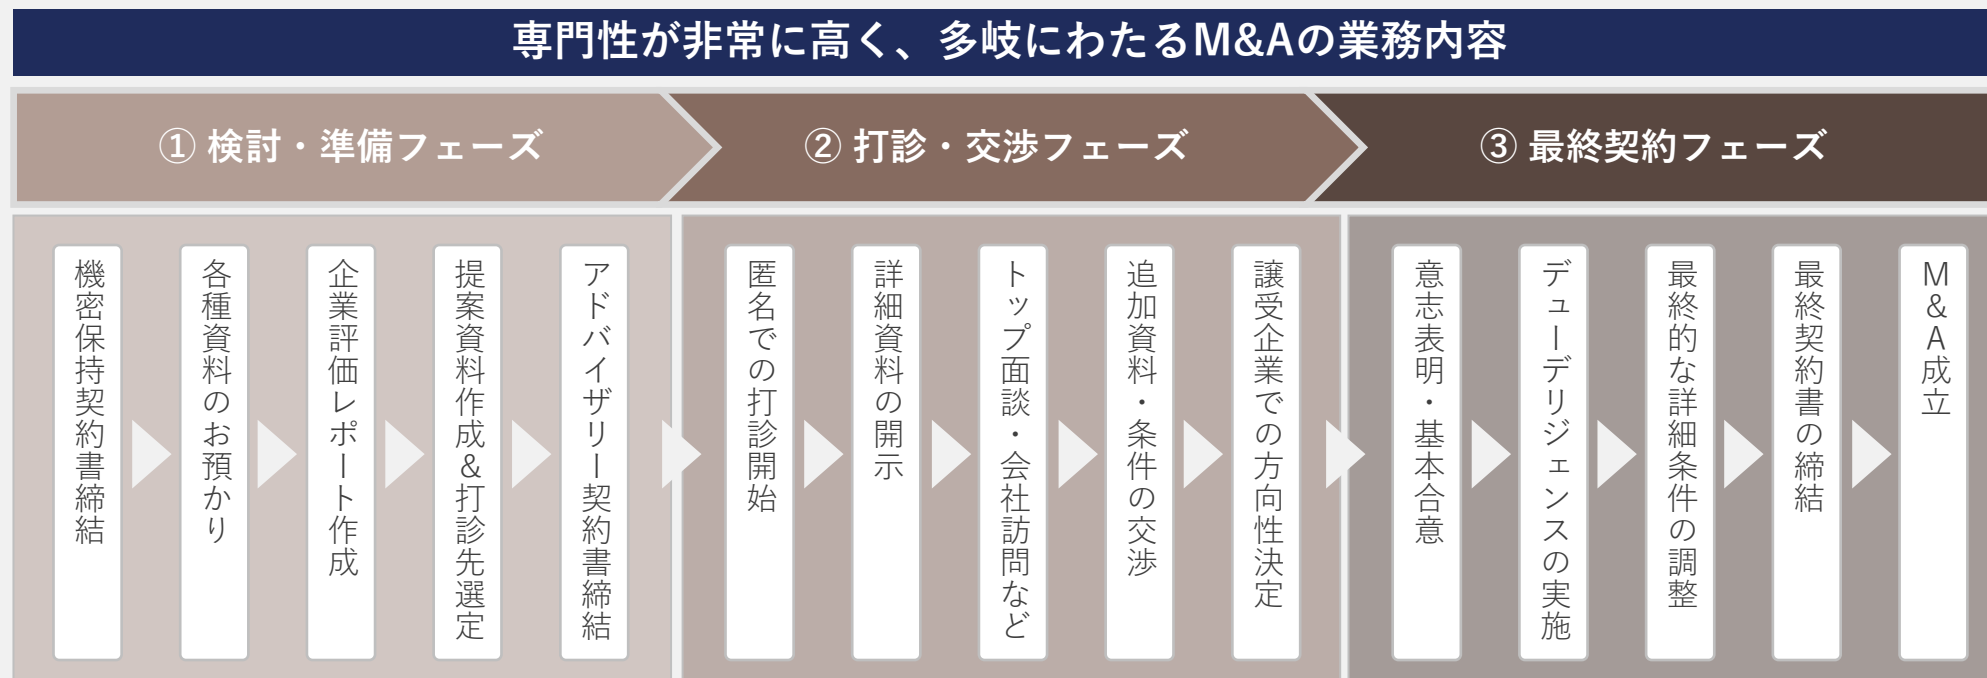 専門性が非常に高く、多岐にわたるM&Aの業務内容
① 検討・準備フェーズ
② 打診・交渉フェーズ
③ 最終契約フェーズ
機密保持契約書締結
各種資料のお預かり
企業評価レポート作成
提案資料作成&打診先選定
アドバイザリー契約書締結
匿名での打診開始
詳細資料の開示
トップ面談・会社訪問など
追加資料・条件の交渉
譲受企業での方向性決定
意志表明・基本合意
デューデリジェンスの実施
最終的な詳細条件の調整
最終契約書の締結
M&A成立